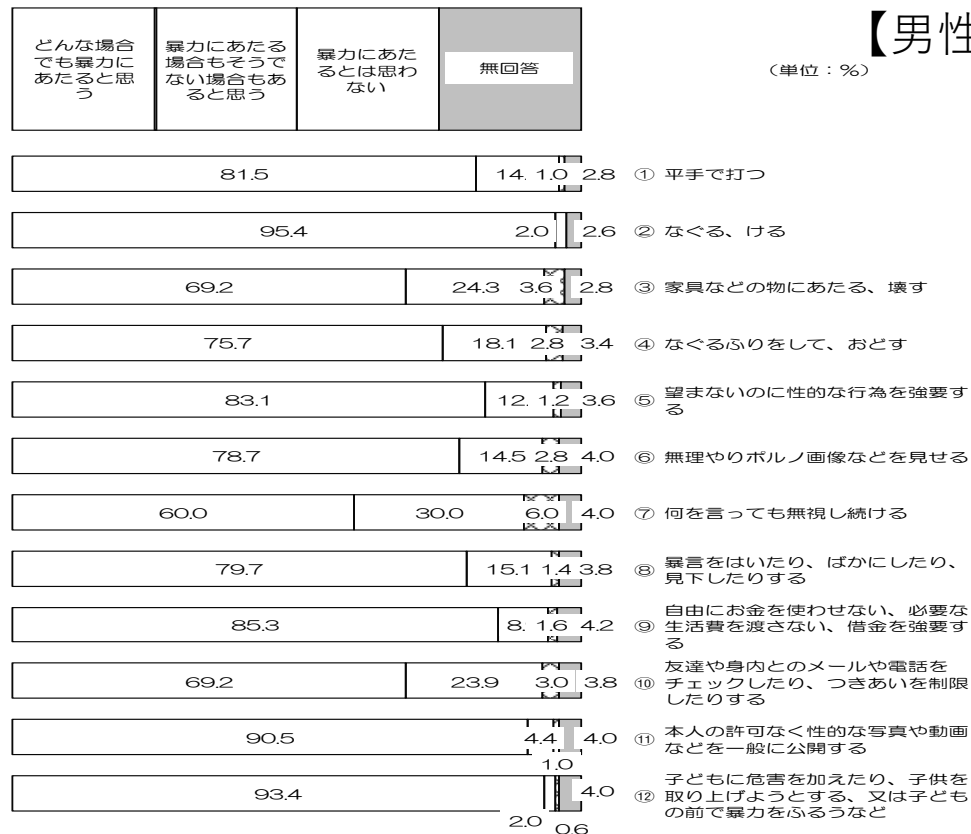 【男性
（単位：％）
どんな場合
でも暴力に
あたると思
う
暴力にあたる
場合もそうで
ない場合もあ
ると思う
暴力にあた
るとは思わ
ない
無回答
81.5 14. 1.0 2.8 ① 平手で打つ
95.4 2.0 2.6 ② なぐる、ける
69.2 24.3 3.6 2.8 ③ 家具などの物にあたる、壊す
75.7 18.1 2.8 3.4 ④ なぐるふりをして、おどす
83.1 12. 1.2 3.6 ⑤ 望まないのに性的な行為を強要す
る
78.7 14.5 2.8 4.0 ⑥ 無理やりポルノ画像などを見せる
60.0 30.0 6.0 4.0 ⑦ 何を言っても無視し続ける
79.7 15.1 1.4 3.8 ⑧ 暴言をはいたり、ばかにしたり、
見下したりする
85.3 8. 1.6 4.2 ⑨ 自由にお金を使わせない、必要な
生活費を渡さない、借金を強要す
る
69.2 23.9 3.0 3.8 ⑩ 友達や身内とのメールや電話を
チェックしたり、つきあいを制限
したりする
90.5 4.4 1.0 4.0 ⑪ 本人の許可なく性的な写真や動画
などを一般に公開する
93.4 2.0 0.6 4.0 ⑫ 子どもに危害を加えたり、子供を
取り上げようとする、又は子ども
の前で暴力をふるうなど